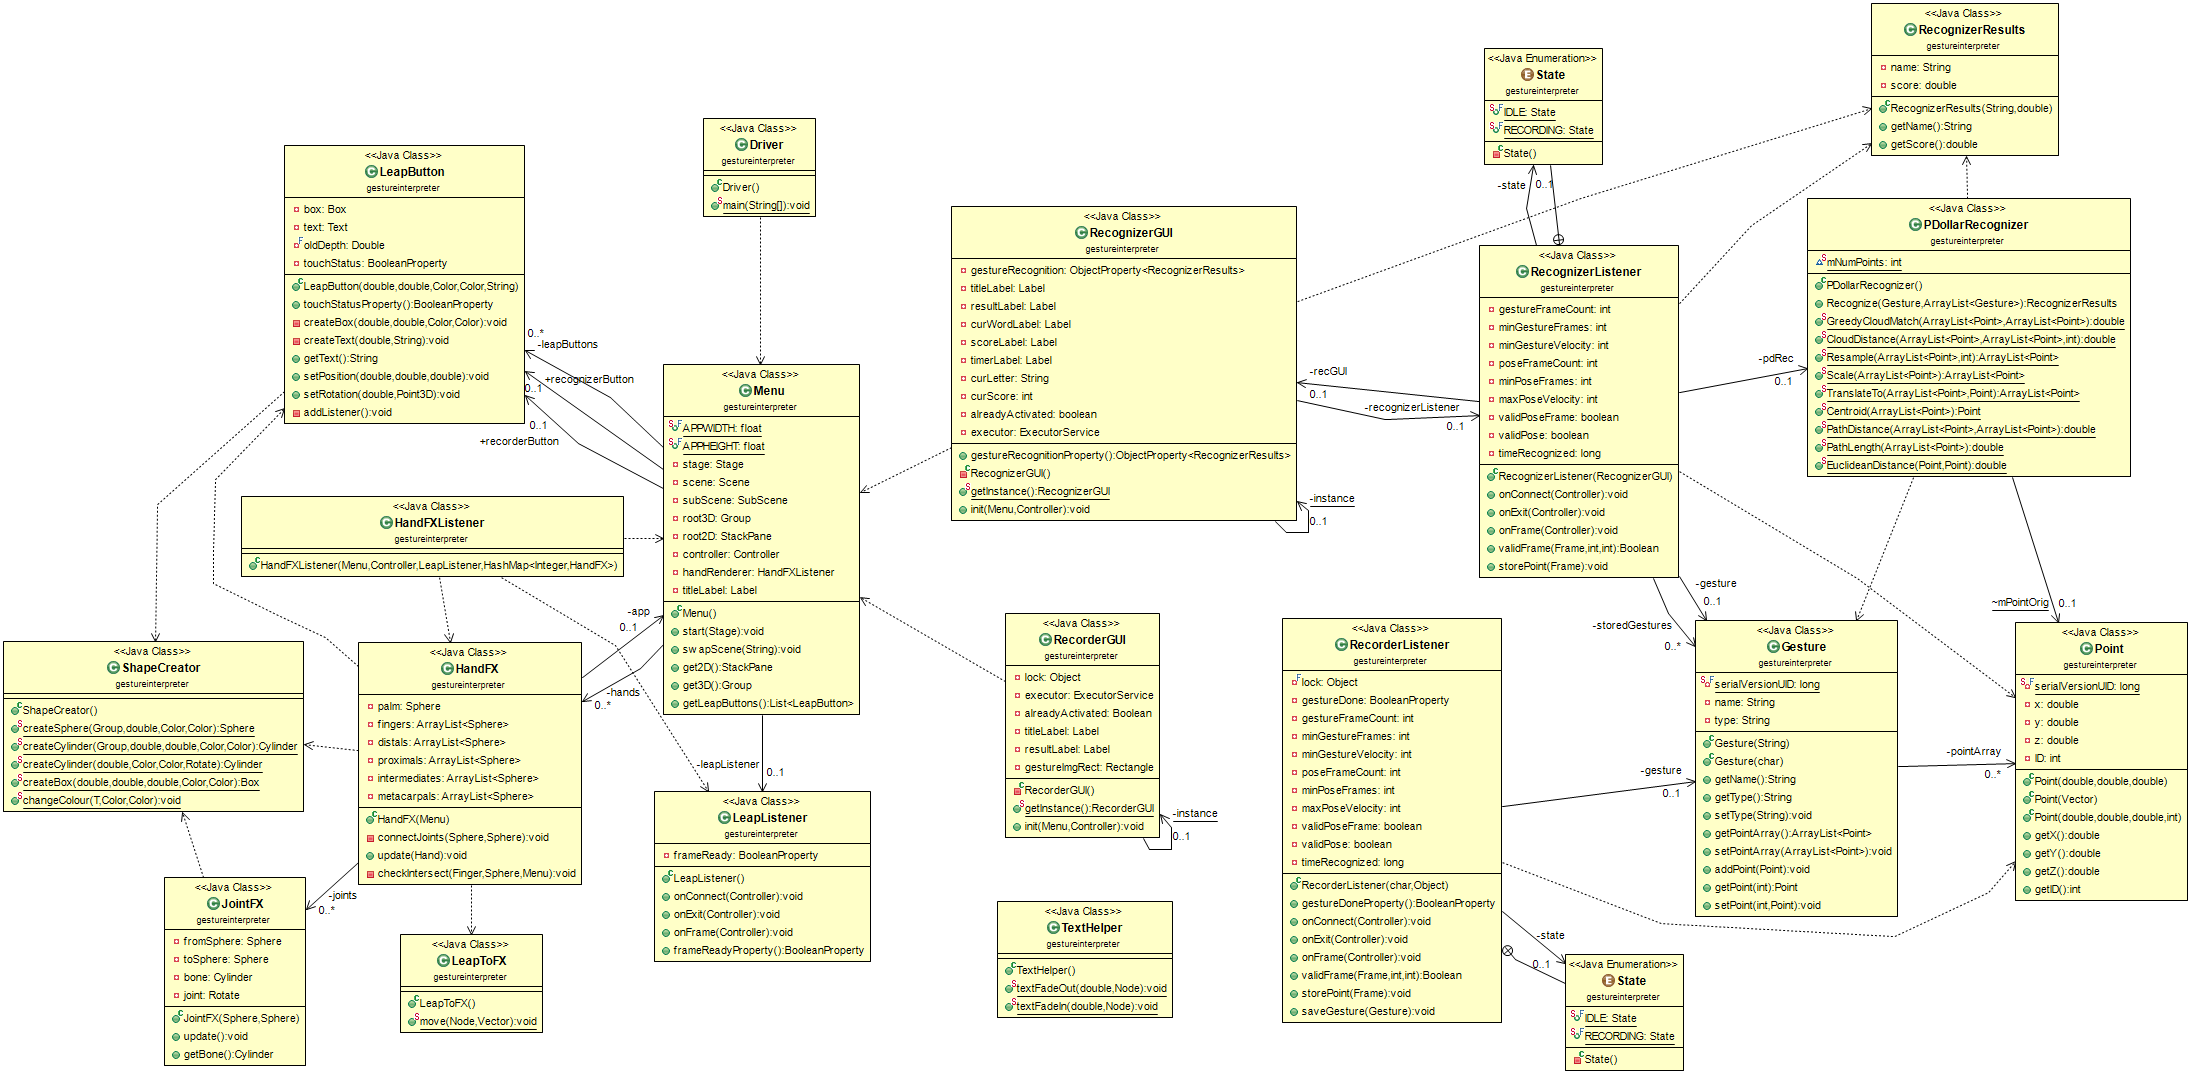 <<Java Class>>
RecognizerResults
gestureinterpreter
name: String
score: double
RecognizerResults(String,double)
getName():String
getScore():double
<<Java Enumeration>>
State
gestureinterpreter
IDLE: State
RECORDING: State
State()
-state
0..1
<<Java Class>>
Driver
gestureinterpreter
Driver()
main(String[]):void
<<Java Class>>
LeapButton
gestureinterpreter
box: Box
text: Text
oldDepth: Double
touchStatus: BooleanProperty
LeapButton(double,double,Color,Color,String)
touchStatusProperty():BooleanProperty
createBox(double,double,Color,Color):void
createText(double,String):void
getText():String
setPosition(double,double,double):void
setRotation(double,Point3D):void
addListener():void
0..*
-leapButtons
+recognizerButton
0..1
0..1
+recorderButton
<<Java Class>>
Menu
gestureinterpreter
APPWIDTH: float
APPHEIGHT: float
stage: Stage
scene: Scene
subScene: SubScene
root3D: Group
root2D: StackPane
controller: Controller
handRenderer: HandFXListener
titleLabel: Label
Menu()
start(Stage):void
swapScene(String):void
get2D():StackPane
get3D():Group
getLeapButtons():List<LeapButton>
<<Java Class>>
RecognizerGUI
gestureinterpreter
gestureRecognition: ObjectProperty<RecognizerResults>
titleLabel: Label
resultLabel: Label
curWordLabel: Label
scoreLabel: Label
timerLabel: Label
curLetter: String
curScore: int
alreadyActivated: boolean
executor: ExecutorService
gestureRecognitionProperty():ObjectProperty<RecognizerResults>
RecognizerGUI()
getInstance():RecognizerGUI
init(Menu,Controller):void
-instance
0..1
-recGUI
0..1
-recognizerListener
0..1
<<Java Class>>
RecognizerListener
gestureinterpreter
gestureFrameCount: int
minGestureFrames: int
minGestureVelocity: int
poseFrameCount: int
minPoseFrames: int
maxPoseVelocity: int
validPoseFrame: boolean
validPose: boolean
timeRecognized: long
RecognizerListener(RecognizerGUI)
onConnect(Controller):void
onExit(Controller):void
onFrame(Controller):void
validFrame(Frame,int,int):Boolean
storePoint(Frame):void
-pdRec
0..1
<<Java Class>>
PDollarRecognizer
gestureinterpreter
mNumPoints: int
PDollarRecognizer()
Recognize(Gesture,ArrayList<Gesture>):RecognizerResults
GreedyCloudMatch(ArrayList<Point>,ArrayList<Point>):double
CloudDistance(ArrayList<Point>,ArrayList<Point>,int):double
Resample(ArrayList<Point>,int):ArrayList<Point>
Scale(ArrayList<Point>):ArrayList<Point>
TranslateTo(ArrayList<Point>,Point):ArrayList<Point>
Centroid(ArrayList<Point>):Point
PathDistance(ArrayList<Point>,ArrayList<Point>):double
PathLength(ArrayList<Point>):double
EuclideanDistance(Point,Point):double
-gesture
0..1
-storedGestures
0..*
~mPointOrig
0..1
<<Java Class>>
HandFXListener
gestureinterpreter
HandFXListener(Menu,Controller,LeapListener,HashMap<Integer,HandFX>)
<<Java Class>>
ShapeCreator
gestureinterpreter
ShapeCreator()
createSphere(Group,double,Color,Color):Sphere
createCylinder(Group,double,double,Color,Color):Cylinder
createCylinder(double,Color,Color,Rotate):Cylinder
createBox(double,double,double,Color,Color):Box
changeColour(T,Color,Color):void
<<Java Class>>
HandFX
gestureinterpreter
palm: Sphere
fingers: ArrayList<Sphere>
distals: ArrayList<Sphere>
proximals: ArrayList<Sphere>
intermediates: ArrayList<Sphere>
metacarpals: ArrayList<Sphere>
HandFX(Menu)
connectJoints(Sphere,Sphere):void
update(Hand):void
checkIntersect(Finger,Sphere,Menu):void
-app
0..1
-hands
0..*
-leapListener
0..1
-joints
0..*
<<Java Class>>
JointFX
gestureinterpreter
fromSphere: Sphere
toSphere: Sphere
bone: Cylinder
joint: Rotate
JointFX(Sphere,Sphere)
update():void
getBone():Cylinder
<<Java Class>>
LeapToFX
gestureinterpreter
LeapToFX()
move(Node,Vector):void
<<Java Class>>
LeapListener
gestureinterpreter
frameReady: BooleanProperty
LeapListener()
onConnect(Controller):void
onExit(Controller):void
onFrame(Controller):void
frameReadyProperty():BooleanProperty
<<Java Class>>
RecorderGUI
gestureinterpreter
lock: Object
executor: ExecutorService
alreadyActivated: Boolean
titleLabel: Label
resultLabel: Label
gestureImgRect: Rectangle
RecorderGUI()
getInstance():RecorderGUI
init(Menu,Controller):void
-instance
0..1
<<Java Class>>
TextHelper
gestureinterpreter
TextHelper()
textFadeOut(double,Node):void
textFadeIn(double,Node):void
<<Java Class>>
RecorderListener
gestureinterpreter
lock: Object
gestureDone: BooleanProperty
gestureFrameCount: int
minGestureFrames: int
minGestureVelocity: int
poseFrameCount: int
minPoseFrames: int
maxPoseVelocity: int
validPoseFrame: boolean
validPose: boolean
timeRecognized: long
RecorderListener(char,Object)
gestureDoneProperty():BooleanProperty
onConnect(Controller):void
onExit(Controller):void
onFrame(Controller):void
validFrame(Frame,int,int):Boolean
storePoint(Frame):void
saveGesture(Gesture):void
-gesture
0..1
-state
0..1
<<Java Enumeration>>
State
gestureinterpreter
IDLE: State
RECORDING: State
State()
<<Java Class>>
Gesture
gestureinterpreter
serialVersionUID: long
name: String
type: String
Gesture(String)
Gesture(char)
getName():String
getType():String
setType(String):void
getPointArray():ArrayList<Point>
setPointArray(ArrayList<Point>):void
addPoint(Point):void
getPoint(int):Point
setPoint(int,Point):void
-pointArray
0..*
<<Java Class>>
Point
gestureinterpreter
serialVersionUID: long
x: double
y: double
z: double
ID: int
Point(double,double,double)
Point(Vector)
Point(double,double,double,int)
getX():double
getY():double
getZ():double
getID():int